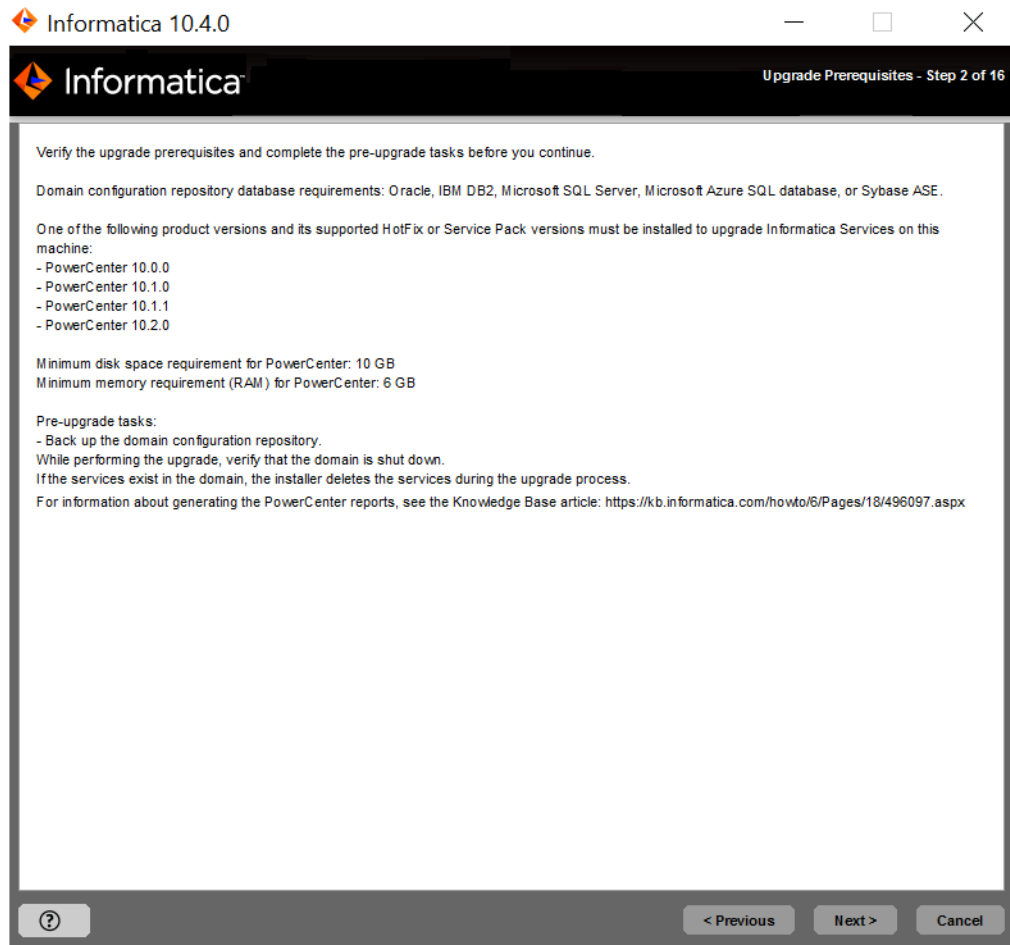 Informatica 10.4.0
Informatica
Upgrade Prerequisites - Step 2 of 16
Verify the upgrade prerequisites and complete the pre-upgrade tasks before you continue.
Domain configuration repository database requirements: Oracle, IBM DB2, Microsoft SQL Server, Microsoft Azure SQL database, or Sybase ASE.
One of the following product versions and its supported HotFix or Service Pack versions must be installed to upgrade Informatica Services on this
machine:
- PowerCenter 10.0.0
- PowerCenter 10.1.0
- PowerCenter 10.1.1
- PowerCenter 10.2.0
Minimum disk space requirement for PowerCenter: 10 GB
Minimum memory requirement (RAM) for PowerCenter: 6 GB
Pre-upgrade tasks:
- Back up the domain configuration repository.
While performing the upgrade, verify that the domain is shut down.
If the services exist in the domain, the installer deletes the services during the upgrade process.
For information about generating the PowerCenter reports, see the Knowledge Base article: https://kb.informatica.com/howto/6/Pages/18/496097.aspx
?
< Previous
Next >
Cancel